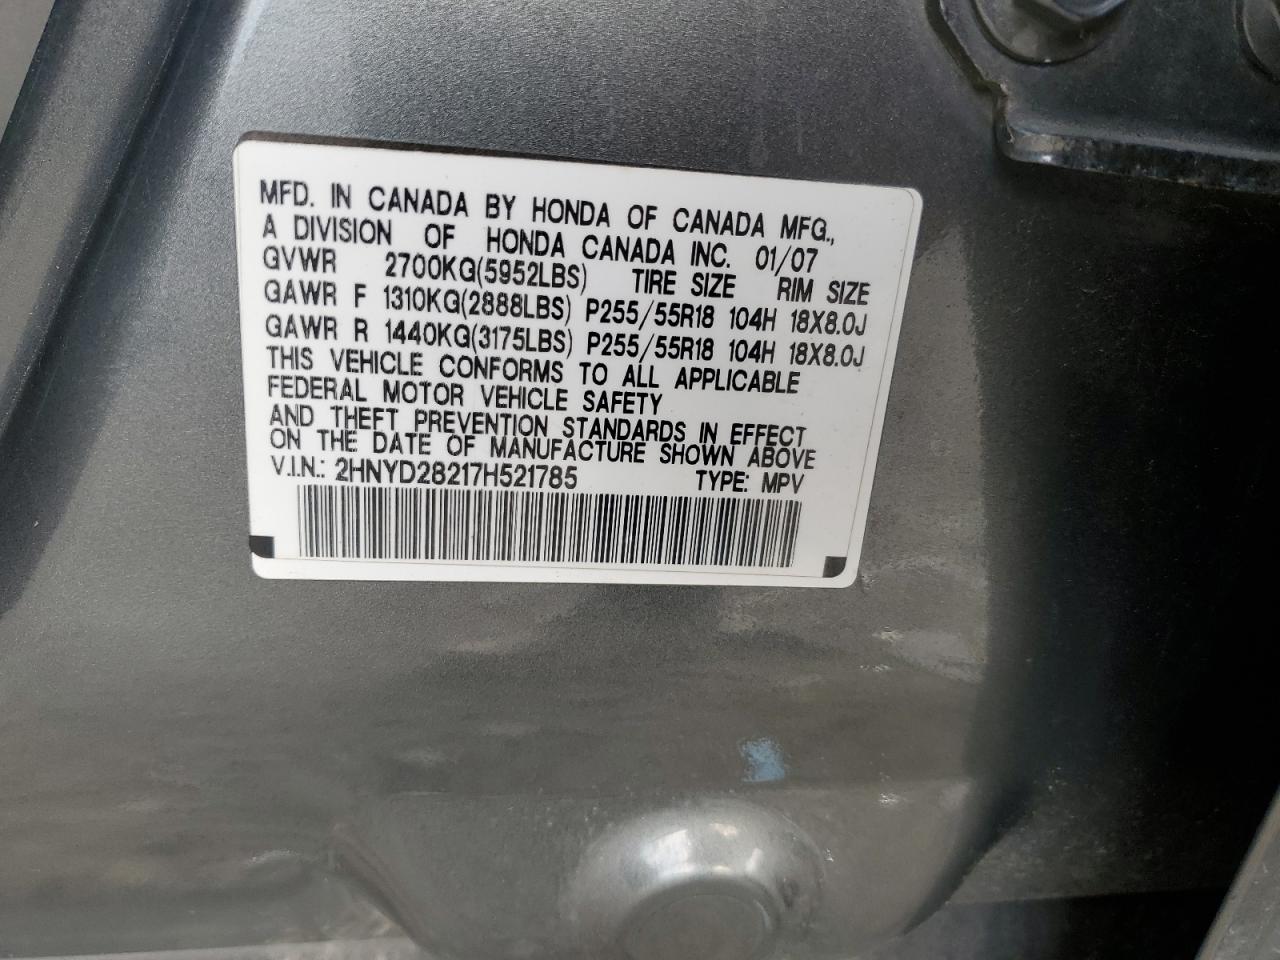 MFD. IN CANADA BY HONDA OF CANADA MFG.,
A DIVISION OF HONDA CANADA INC. 01/07
GVWR 2700KG(5952LBS) TIRE SIZE RIM SIZE
GAWR F 1310KG(2888LBS) P255/55R18 104H 18X8.0J
GAWR R 1440KG(3175LBS) P255/55R18 104H 18X8.0J
THIS VEHICLE CONFORMS TO ALL APPLICABLE
FEDERAL MOTOR VEHICLE SAFETY
AND THEFT PREVENTION STANDARDS IN EFFECT
ON THE DATE OF MANUFACTURE SHOWN ABOVE
V.I.N.: 2HNYD28217H521785 TYPE: MPV